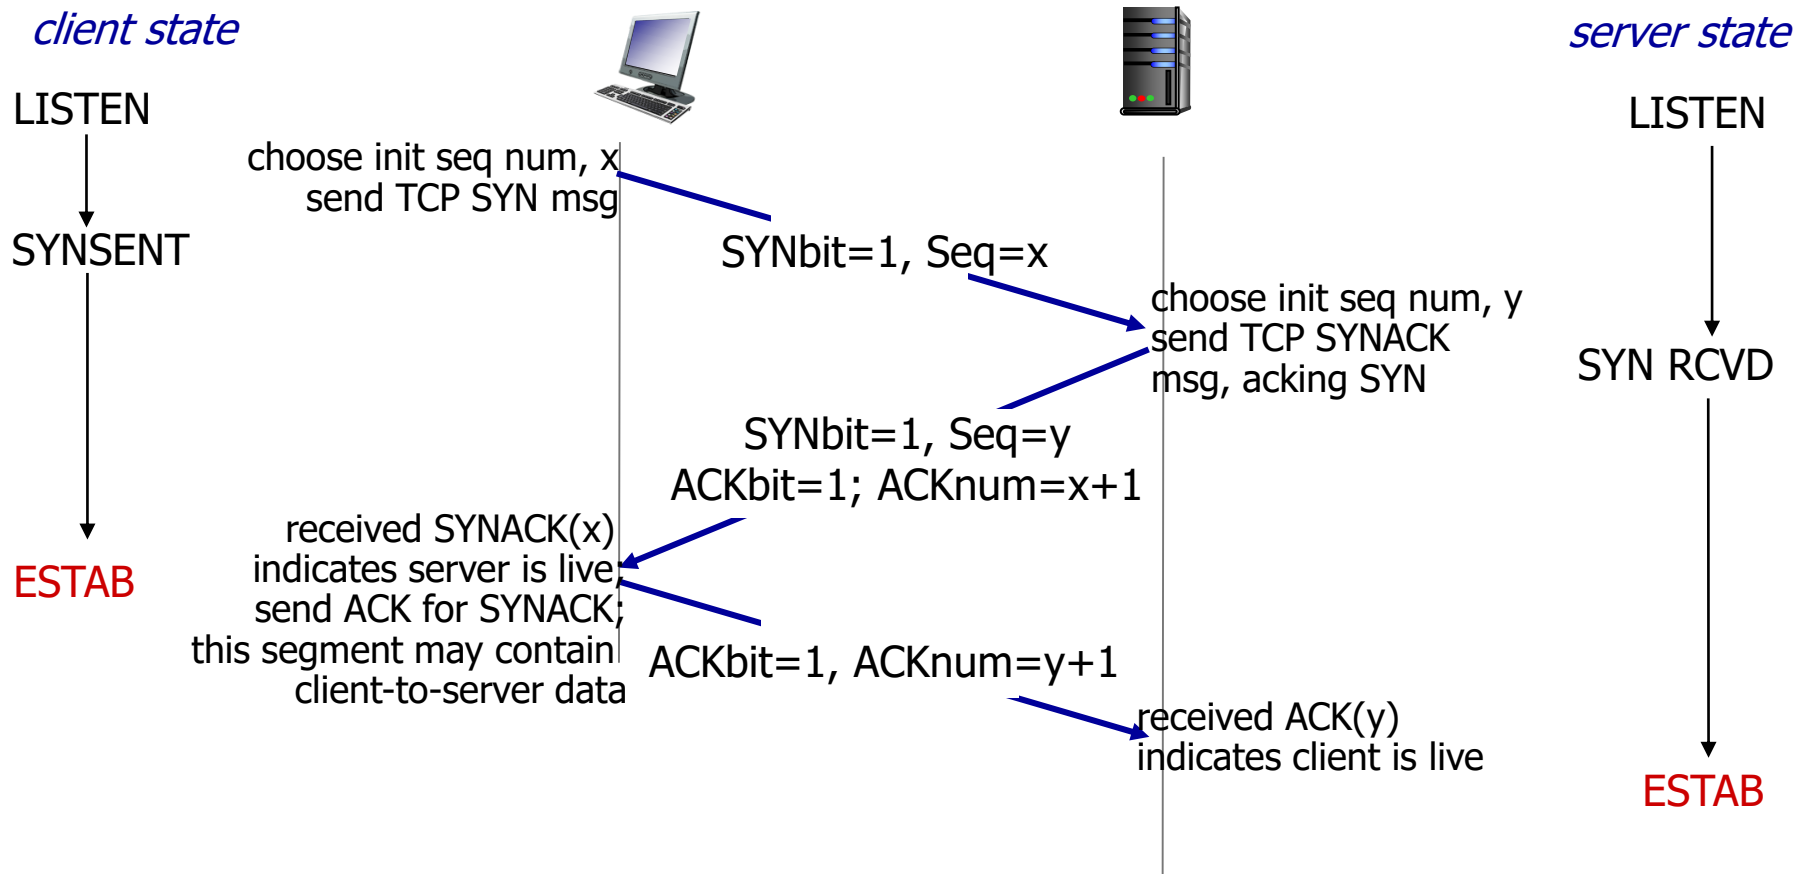 client state
server state
LISTEN
LISTEN
choose init seq num, x
send TCP SYN msg
SYNSENT
SYNbit=1, Seq=x
choose init seq num, y
send TCP SYNACK
msg, acking SYN
SYN RCVD
SYNbit=1, Seq=y
ACKbit=1; ACKnum=x+1
received SYNACK(x)
indicates server is live;
send ACK for SYNACK;
this segment may contain
client-to-server data
ESTAB
ACKbit=1, ACKnum=y+1
received ACK(y)
indicates client is live
ESTAB